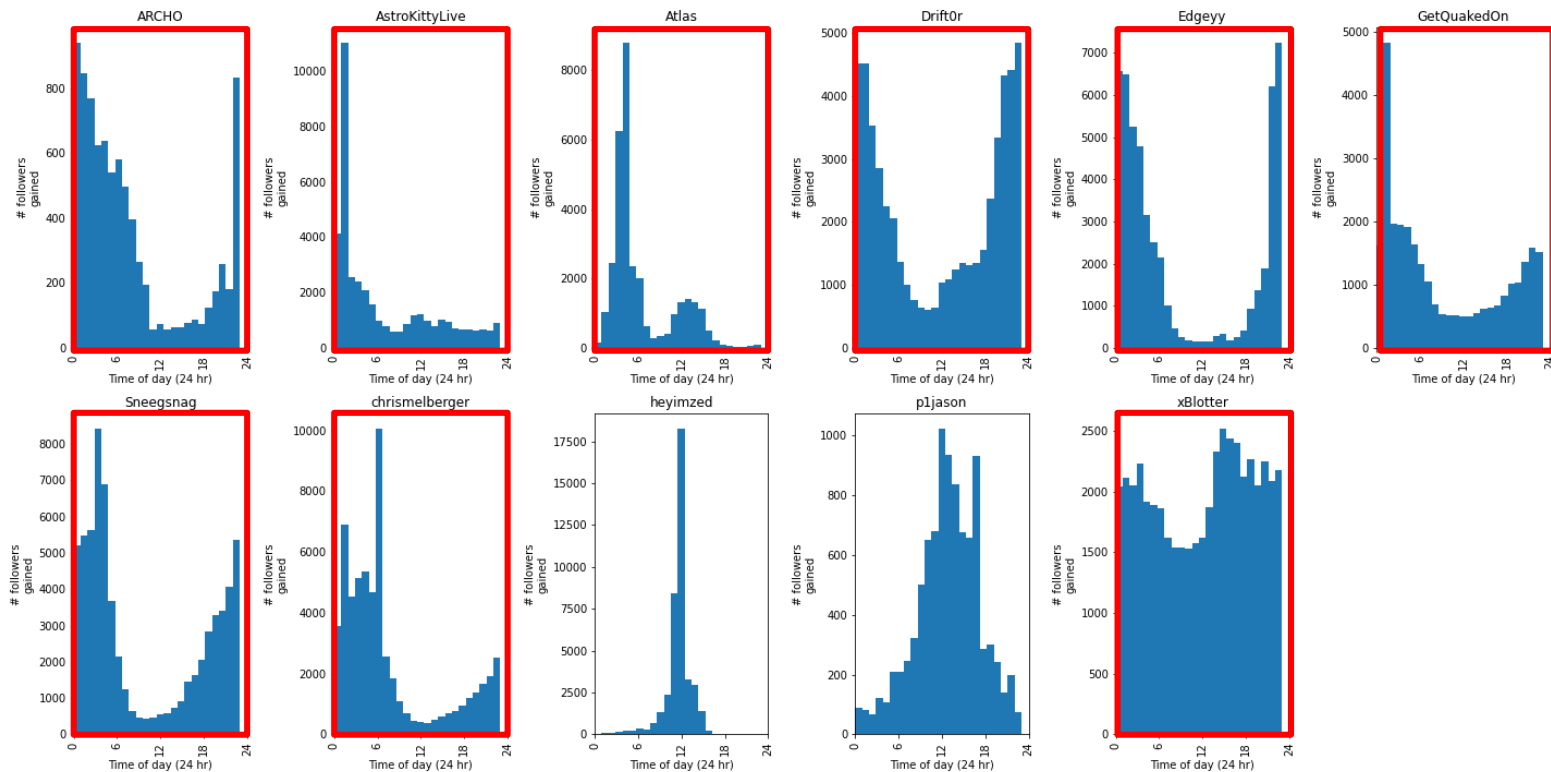 ARCHO
AstroKittyLive
Atlas
Drift0r
Edgeyy
GetQuakedOn
# followers
gained
0
200
400
600
800
0
6
12
18
24
Time of day (24 hr)
# followers
gained
0
2000
4000
6000
8000
10000
0
6
12
18
24
Time of day (24 hr)
# followers
gained
0
2000
4000
6000
8000
0
6
12
18
24
Time of day (24 hr)
# followers
gained
0
1000
2000
3000
4000
5000
0
6
12
18
24
Time of day (24 hr)
# followers
gained
0
1000
2000
3000
4000
5000
6000
7000
0
6
12
18
24
Time of day (24 hr)
# followers
gained
0
1000
2000
3000
4000
5000
0
6
12
18
24
Time of day (24 hr)
Sneegsnag
chrismelberger
heyimzed
p1jason
xBlotter
# followers
gained
0
1000
2000
3000
4000
5000
6000
7000
8000
0
6
12
18
24
Time of day (24 hr)
# followers
gained
0
2000
4000
6000
8000
10000
0
6
12
18
24
Time of day (24 hr)
# followers
gained
0
2500
5000
7500
10000
12500
15000
17500
0
6
12
18
24
Time of day (24 hr)
# followers
gained
0
200
400
600
800
1000
0
6
12
18
24
Time of day (24 hr)
# followers
gained
0
500
1000
1500
2000
2500
0
6
12
18
24
Time of day (24 hr)